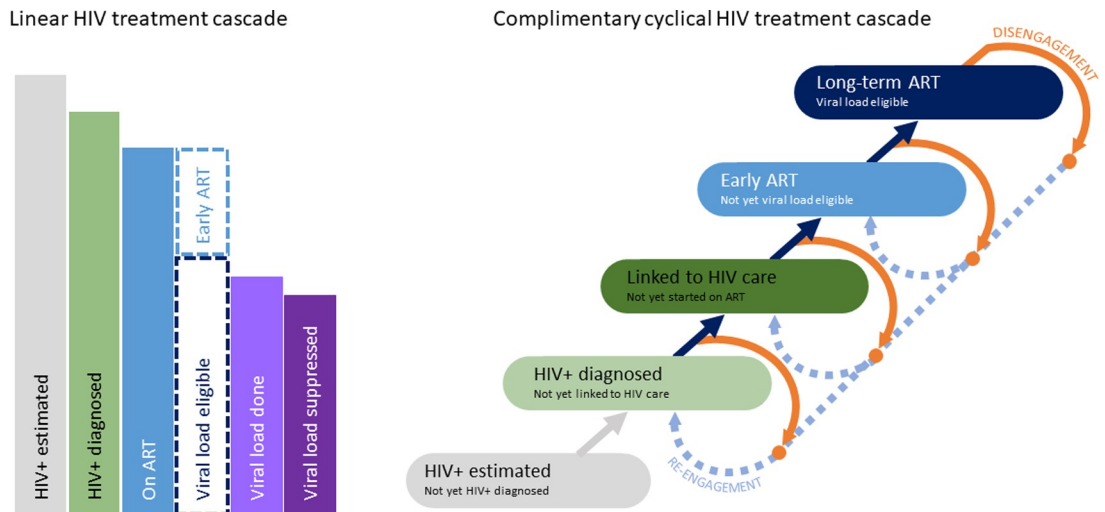 Linear HIV treatment cascade
HIV+ estimated
HIV+ diagnosed
On ART
Early ART
Viral load eligible
Viral load done
Viral load suppressed
Complimentary cyclical HIV treatment cascade
DISENGAGEMENT
Long-term ART
Viral load eligible
Early ART
Not yet viral load eligible
Linked to HIV care
Not yet started on ART
HIV+ diagnosed
Not yet linked to HIV care
HIV+ estimated
Not yet HIV+ diagnosed
RE-ENGAGEMENT